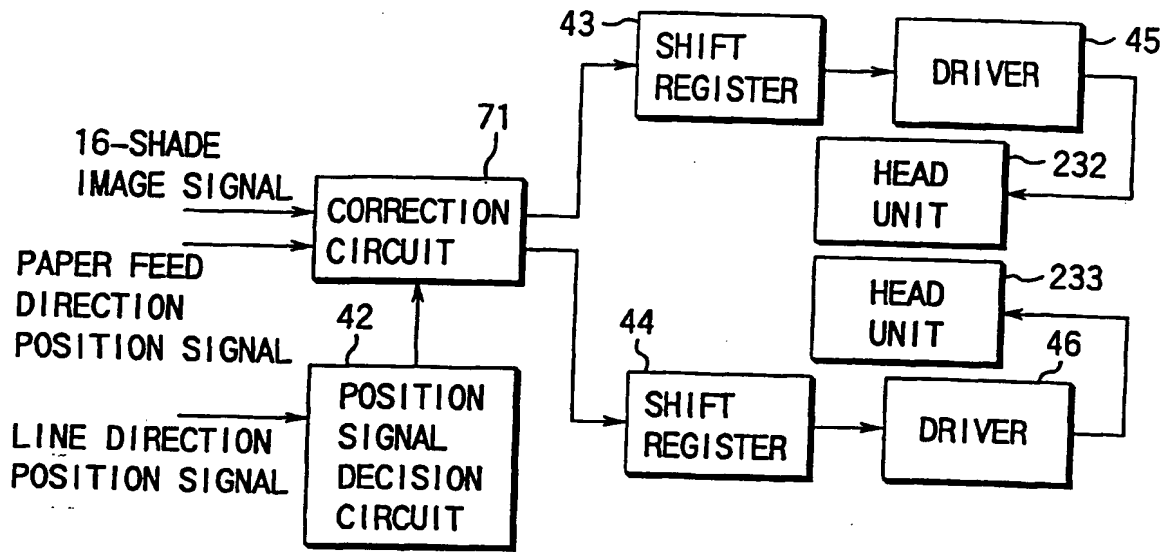 43
SHIFT
REGISTER
45
DRIVER
16-SHADE
IMAGE SIGNAL
71
CORRECTION
CIRCUIT
232
HEAD
UNIT
PAPER FEED
DIRECTION
POSITION SIGNAL
233
HEAD
UNIT
42
POSITION
SIGNAL
DECISION
CIRCUIT
44
SHIFT
REGISTER
46
DRIVER
LINE DIRECTION
POSITION SIGNAL